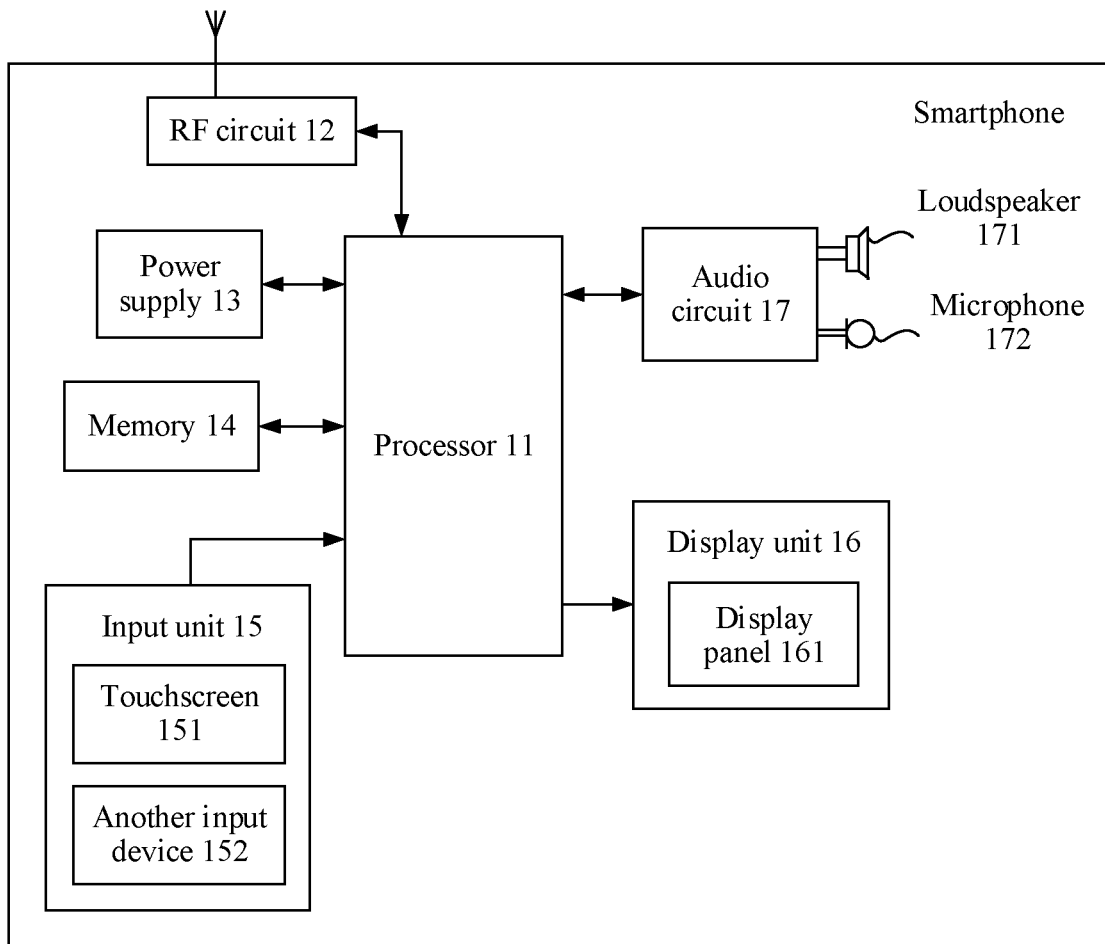 RF circuit 12
Smartphone
Loudspeaker
171
Power
supply 13
Audio
circuit 17
Microphone
172
Memory 14
Processor 11
Display unit 16
Display
panel 161
Input unit 15
Touchscreen
151
Another input
device 152